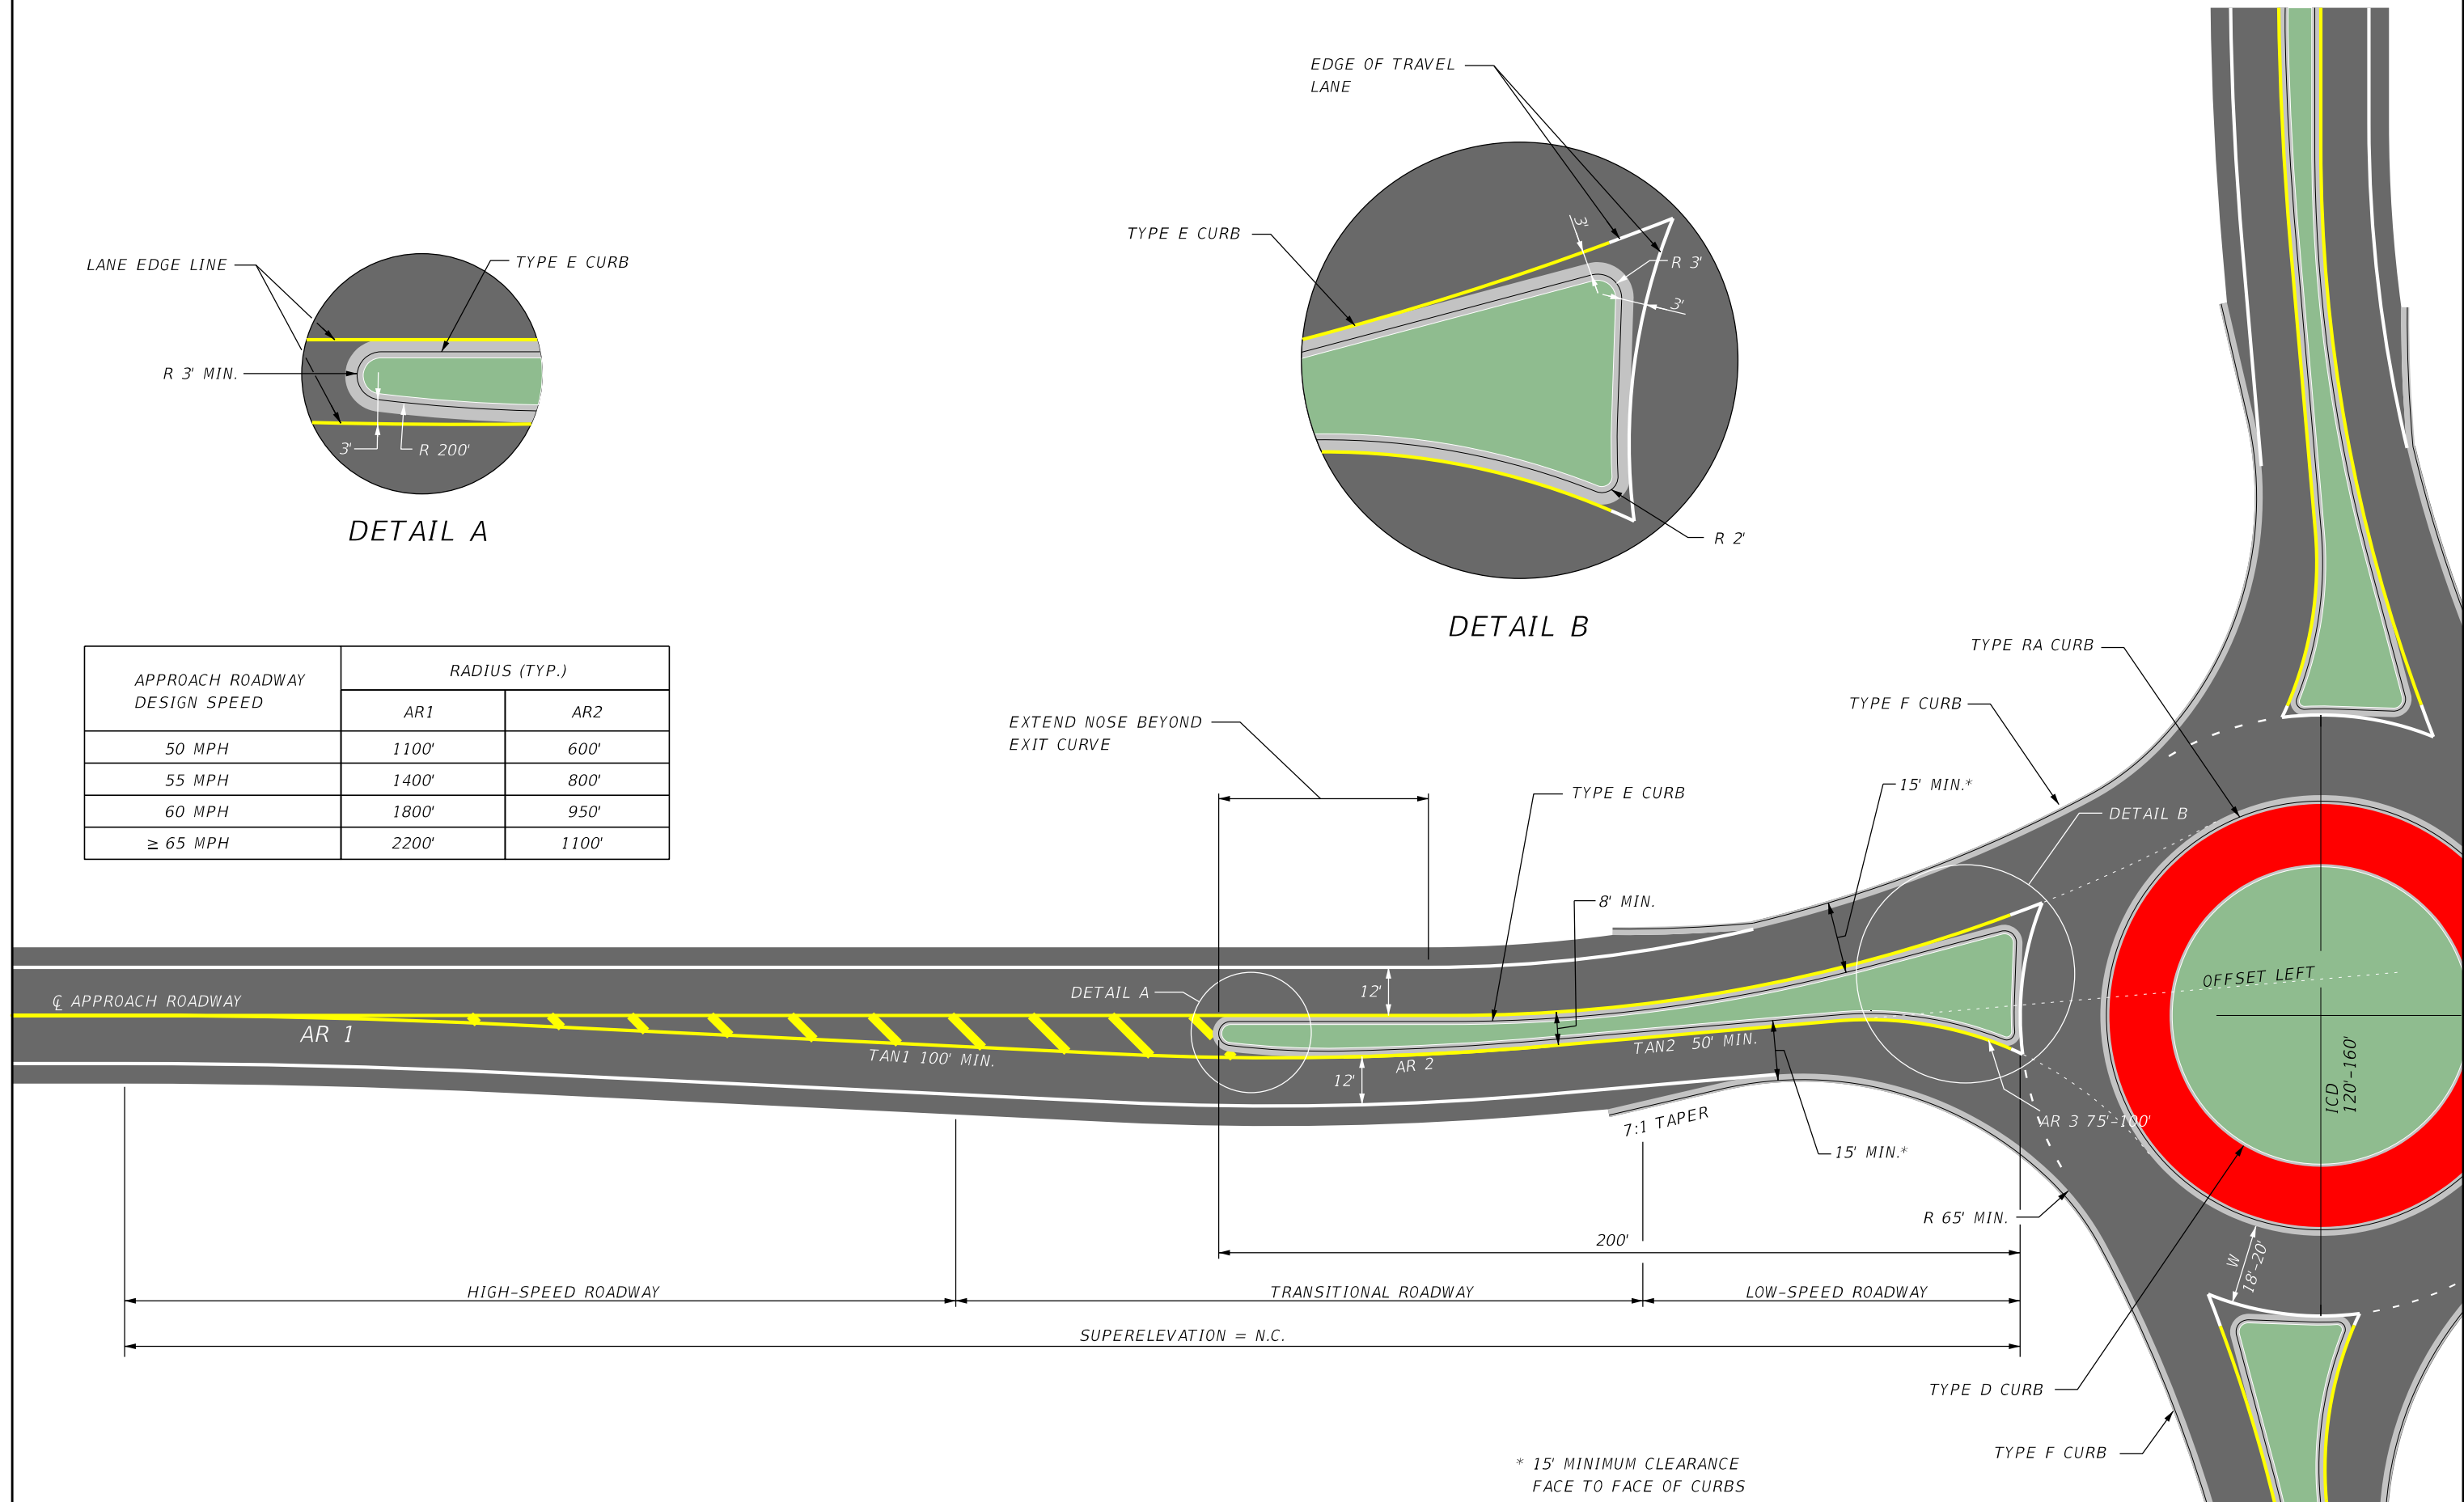 EDGE OF TRAVEL
LANE
TYPE E CURB
3'
R 3'
3'
R 2'
DETAIL B
LANE EDGE LINE
TYPE E CURB
R 3' MIN.
3'
R 200'
DETAIL A
APPROACH ROADWAY
DESIGN SPEED
RADIUS (TYP.)
AR1
AR2
50 MPH
1100'
600'
55 MPH
1400'
800'
60 MPH
1800'
950'
≥ 65 MPH
2200'
1100'
TYPE RA CURB
TYPE F CURB
EXTEND NOSE BEYOND
EXIT CURVE
TYPE E CURB
15' MIN.*
DETAIL B
8' MIN.
OFFSET LEFT
℄ APPROACH ROADWAY
AR 1
DETAIL A
12'
TAN1 100' MIN.
12'
AR 2
TAN2 50' MIN.
ICD
120'-160'
7:1 TAPER
AR 3 75'-100'
15' MIN.*
R 65' MIN.
W
18'-20'
200'
HIGH-SPEED ROADWAY
TRANSITIONAL ROADWAY
LOW-SPEED ROADWAY
SUPERELEVATION = N.C.
TYPE D CURB
TYPE F CURB
* 15' MINIMUM CLEARANCE
FACE TO FACE OF CURBS